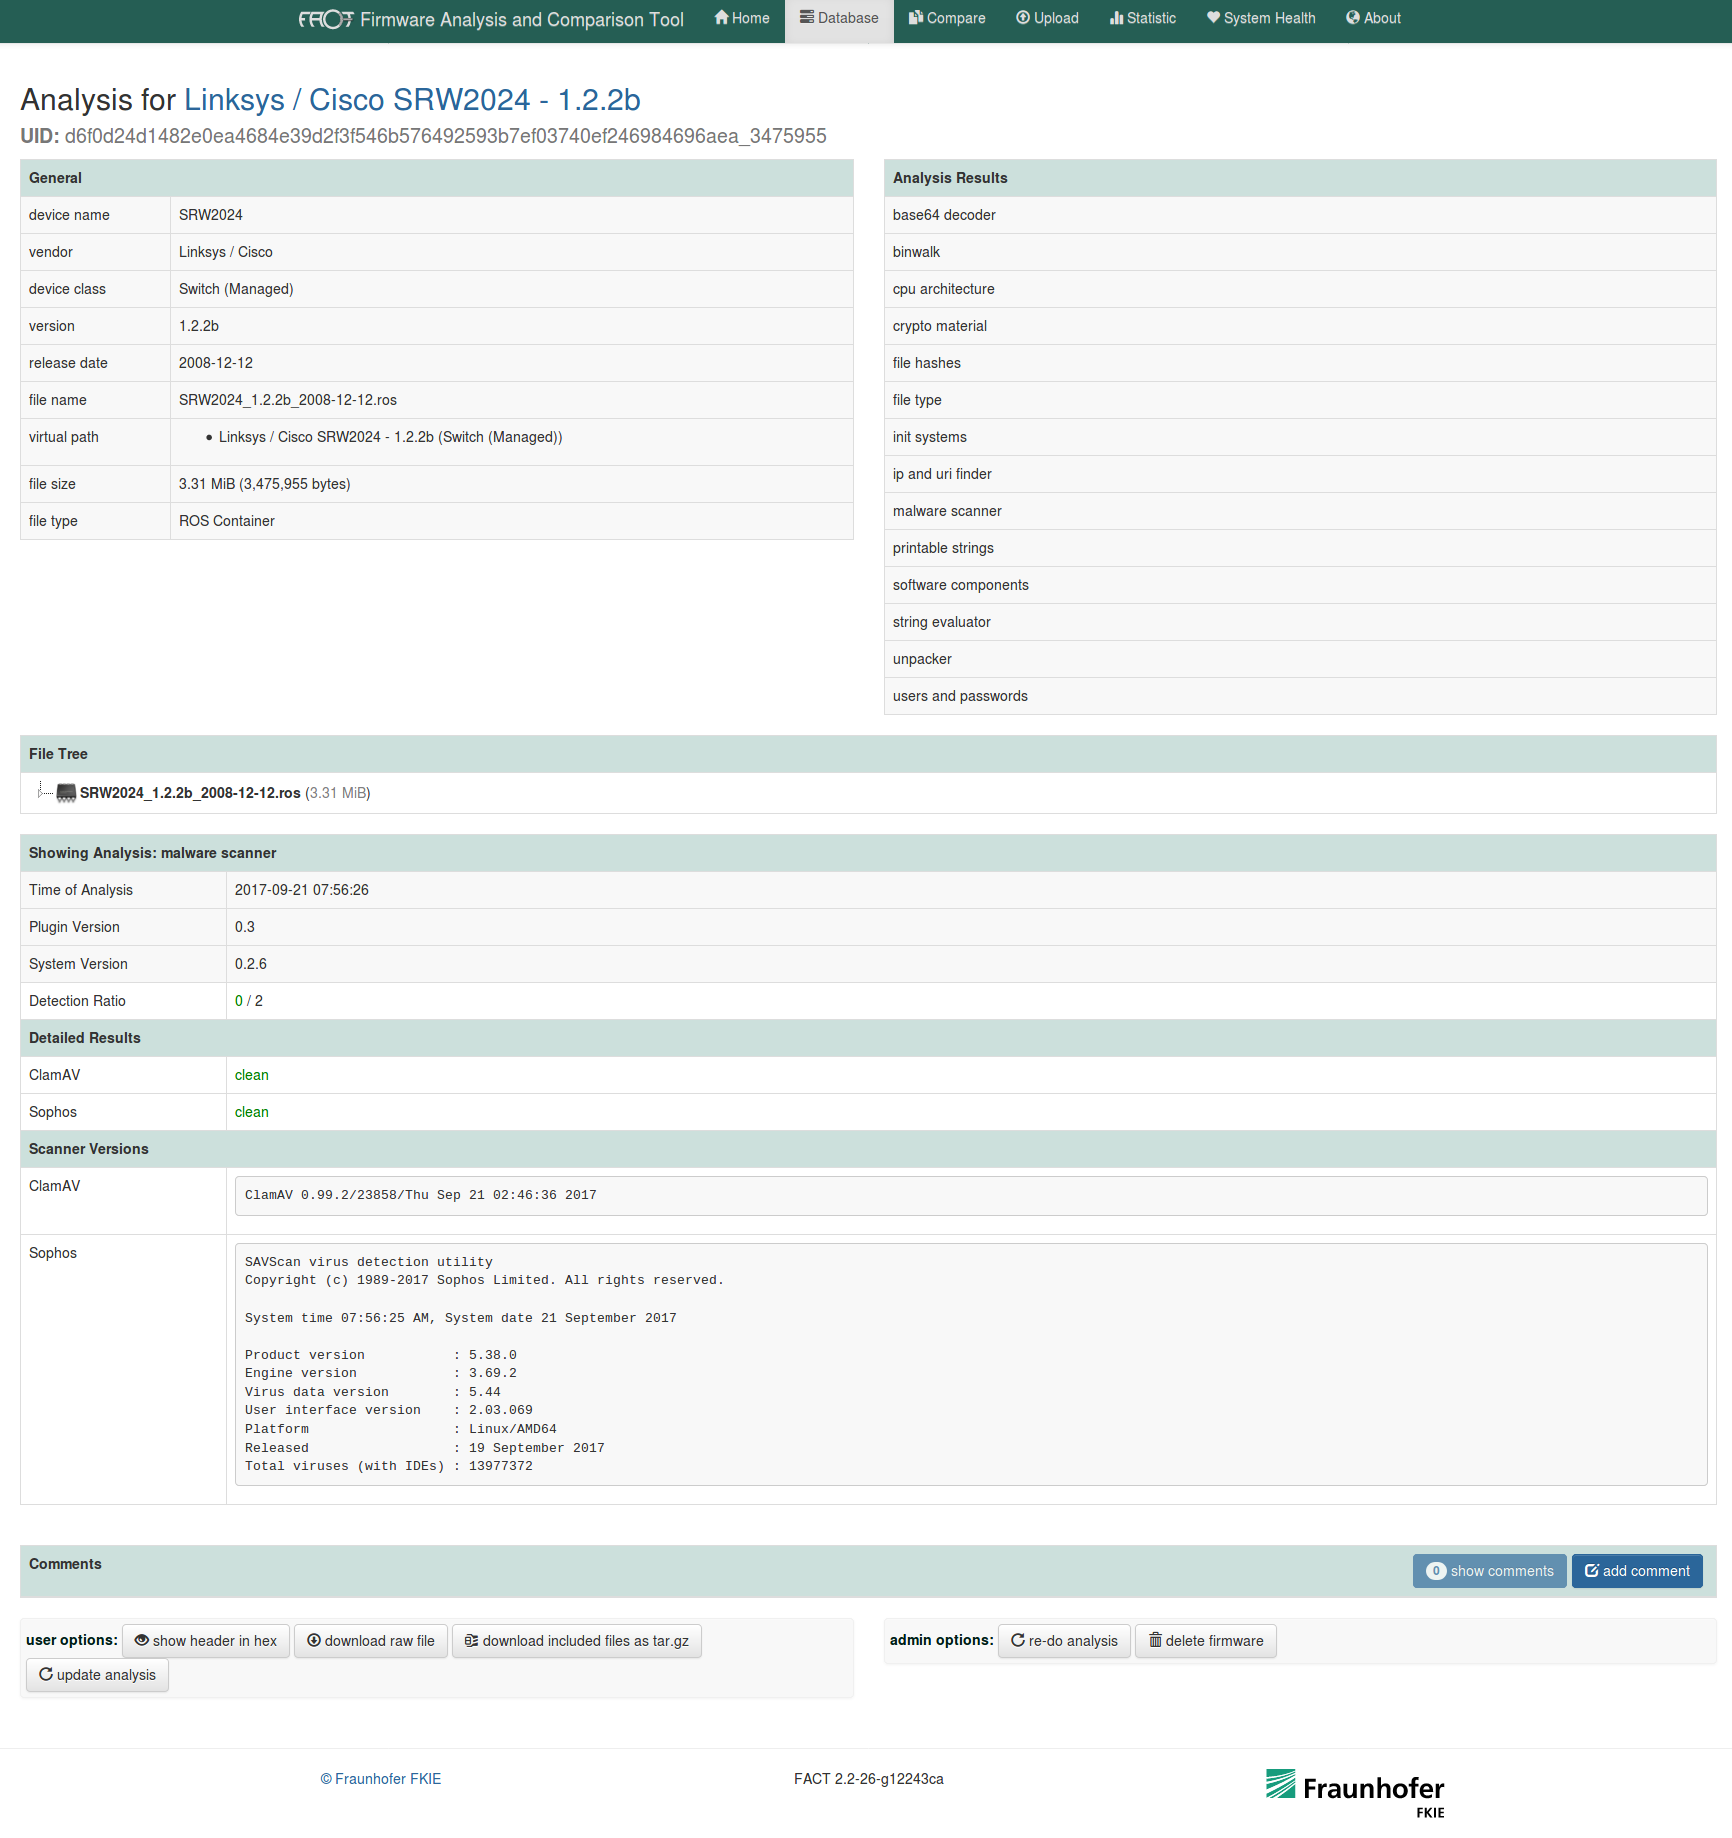 FACT Firmware Analysis and Comparison Tool Home Database Compare Upload Statistic System Health About
Analysis for Linksys / Cisco SRW2024 - 1.2.2b
UID: d6f0d24d1482e0ea4684e39d2f3f546b576492593b7ef03740ef246984696aea_3475955
General
device name SRW2024
vendor Linksys / Cisco
device class Switch (Managed)
version 1.2.2b
release date 2008-12-12
file name SRW2024_1.2.2b_2008-12-12.ros
virtual path • Linksys / Cisco SRW2024 - 1.2.2b (Switch (Managed))
file size 3.31 MiB (3,475,955 bytes)
file type ROS Container
Analysis Results
base64 decoder
binwalk
cpu architecture
crypto material
file hashes
file type
init systems
ip and uri finder
malware scanner
printable strings
software components
string evaluator
unpacker
users and passwords
File Tree
SRW2024_1.2.2b_2008-12-12.ros (3.31 MiB)
Showing Analysis: malware scanner
Time of Analysis 2017-09-21 07:56:26
Plugin Version 0.3
System Version 0.2.6
Detection Ratio 0 / 2
Detailed Results
ClamAV clean
Sophos clean
Scanner Versions
ClamAV ClamAV 0.99.2/23858/Thu Sep 21 02:46:36 2017
Sophos SAVScan virus detection utility
Copyright (c) 1989-2017 Sophos Limited. All rights reserved.
System time 07:56:25 AM, System date 21 September 2017
Product version : 5.38.0
Engine version : 3.69.2
Virus data version : 5.44
User interface version : 2.03.069
Platform : Linux/AMD64
Released : 19 September 2017
Total viruses (with IDEs) : 13977372
Comments 0 show comments add comment
user options: show header in hex download raw file download included files as tar.gz
update analysis
admin options: re-do analysis delete firmware
© Fraunhofer FKIE FACT 2.2-26-g12243ca Fraunhofer
FKIE